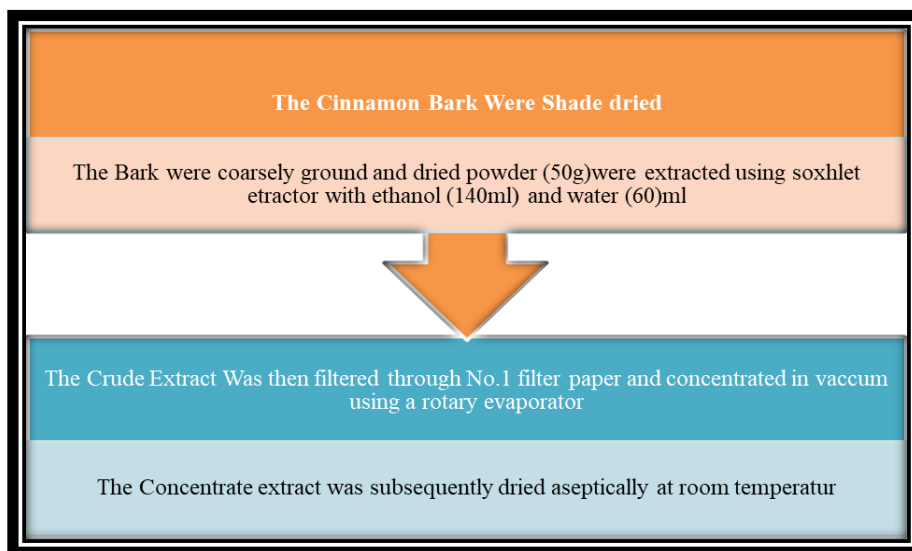 The Cinnamon Bark Were Shade dried
The Bark were coarsely ground and dried powder (50g)were extracted using soxhlet
etractor with ethanol (140ml) and water (60)ml
The Crude Extract Was then filtered through No.1 filter paper and concentrated in vaccum
using a rotary evaporator
The Concentrate extract was subsequently dried aseptically at room temperatur